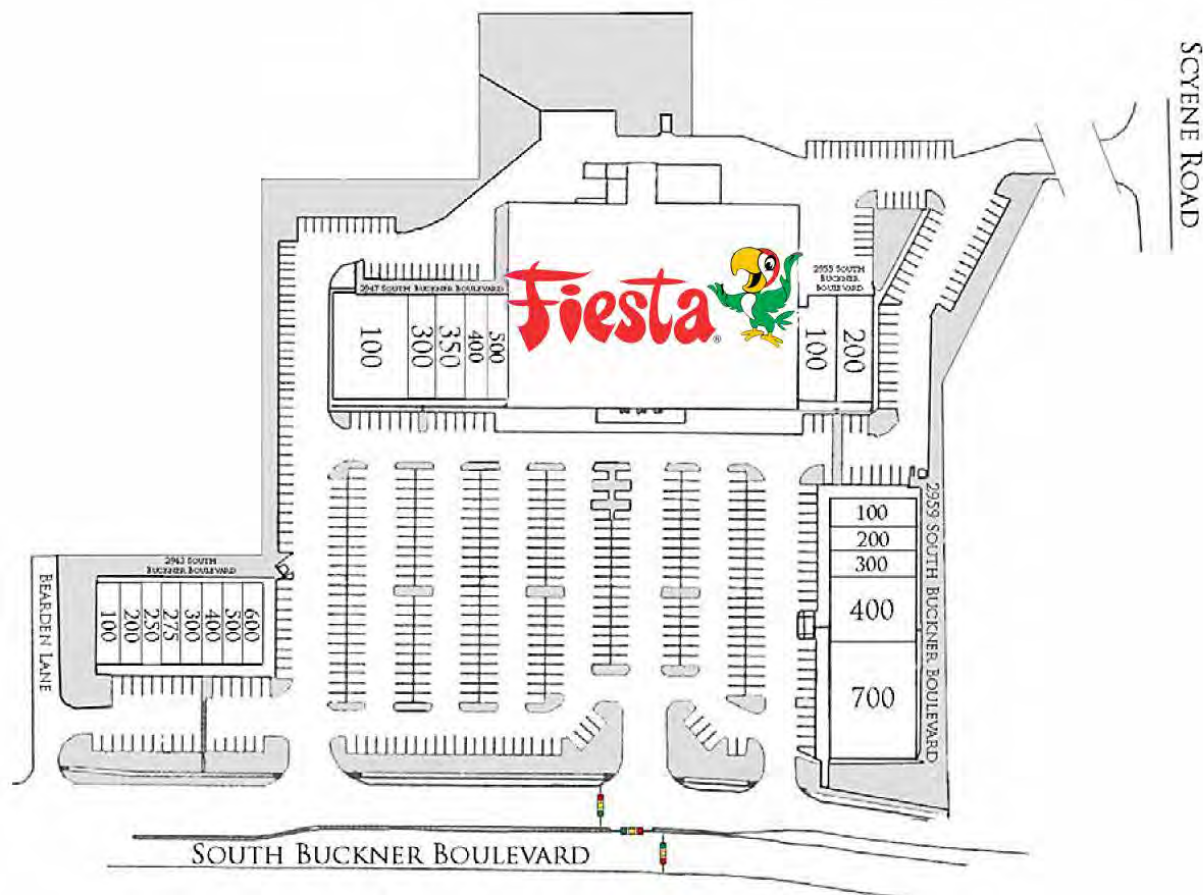 SCYENE ROAD
2955 SOUTH
BUCKNER
BOULEVARD
2947 SOUTH BUCKNER BOULEVARD
Fiesta®
100
300
350
400
500
100
200
2959 SOUTH BUCKNER BOULEVARD
100
200
300
400
700
2943 SOUTH
BUCKNER BOULEVARD
BEARDEN LANE
100
200
250
275
300
400
500
600
SOUTH BUCKNER BOULEVARD